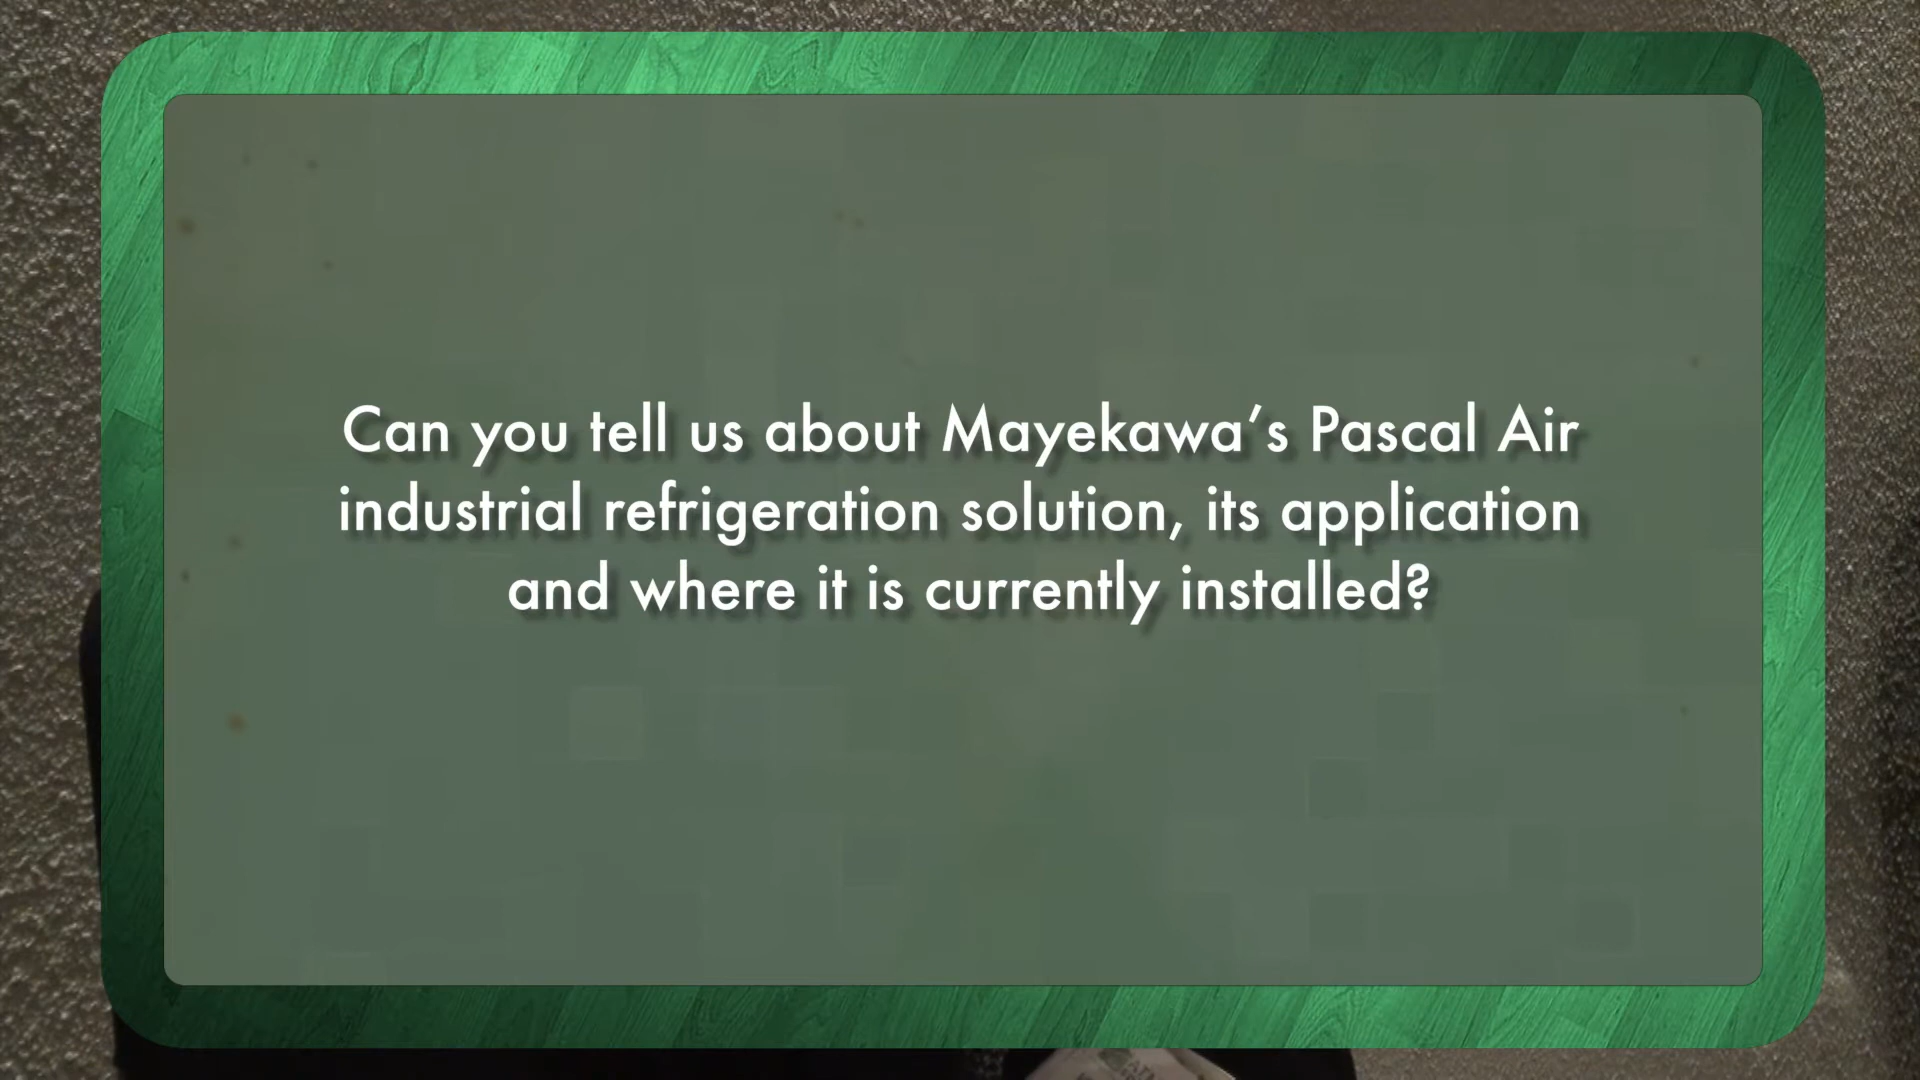 Can you tell us about Mayekawa’s Pascal Air
industrial refrigeration solution, its application
and where it is currently installed?